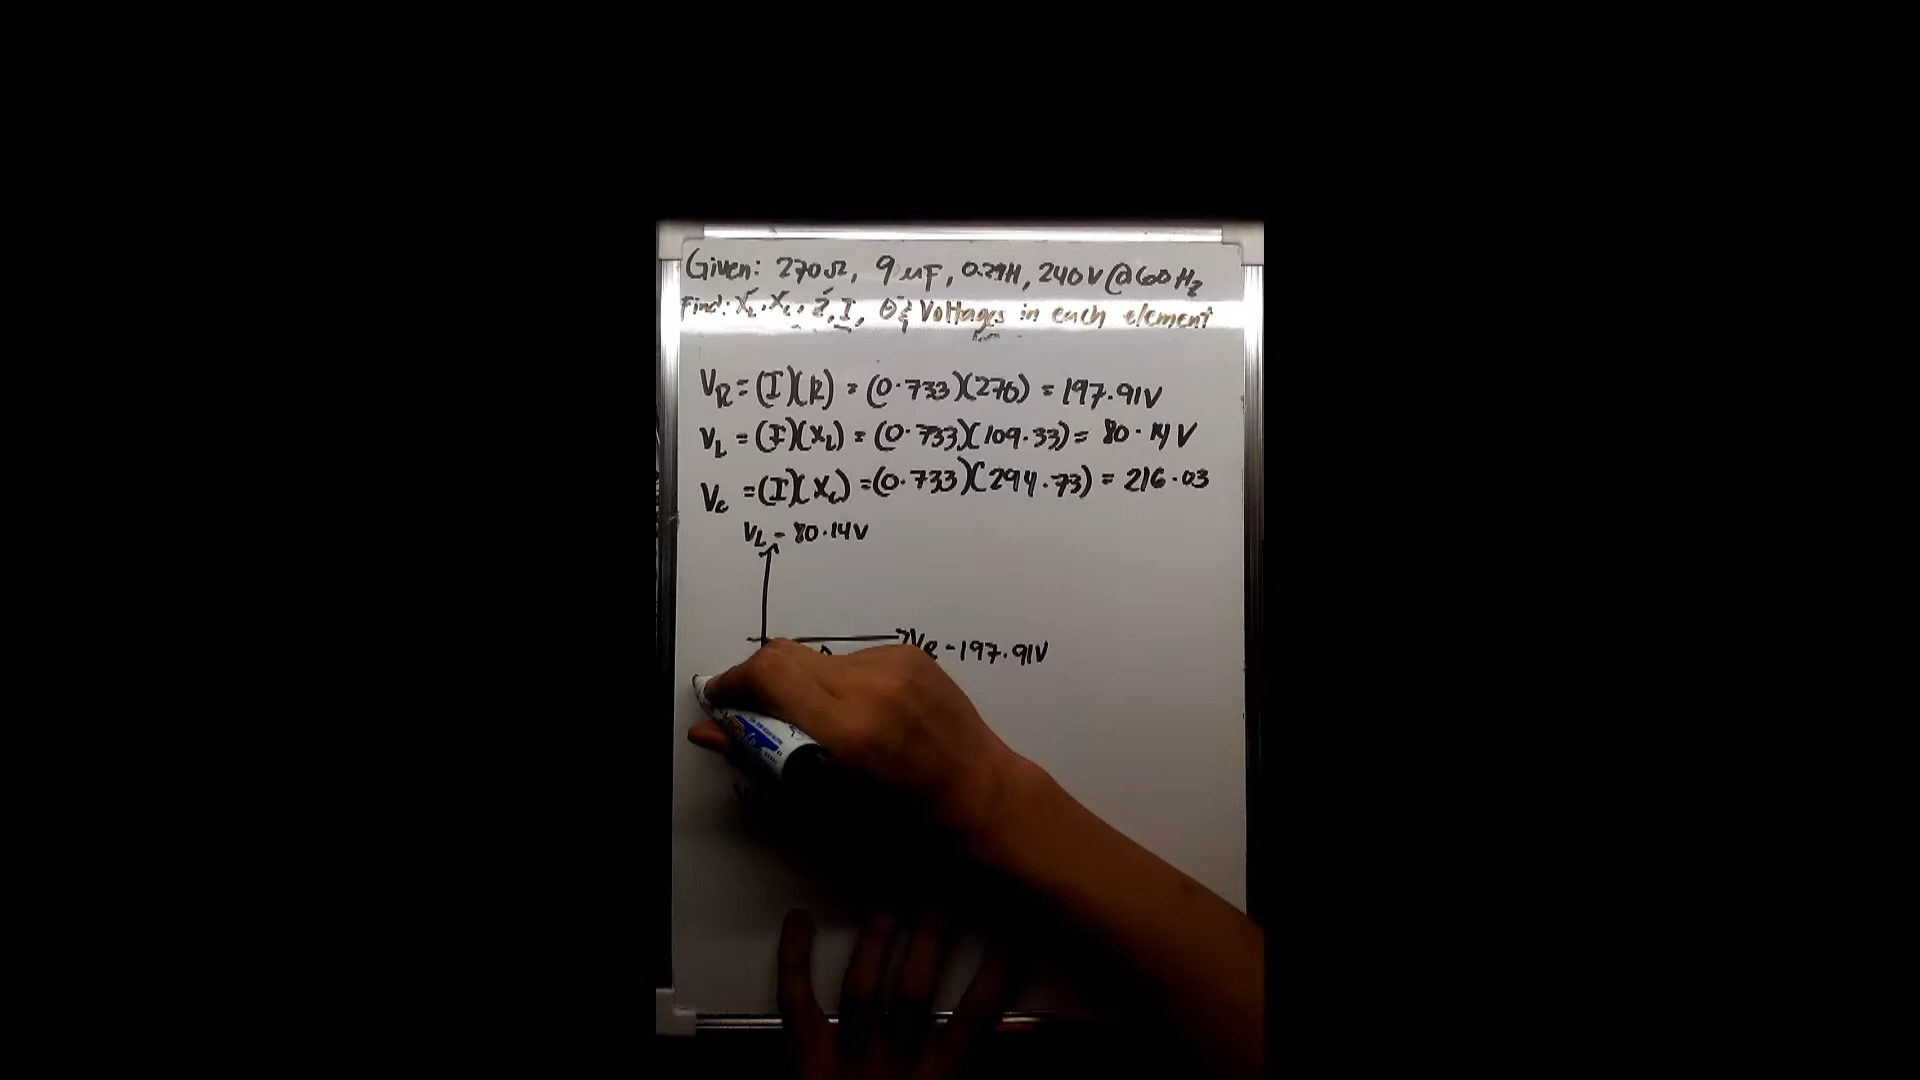 Given: 270Ω, 9 μF, 0.29H, 240V@60Hz
Find: XL, XC, Z, I, θ & Voltages in each element
VR = (I)(R) = (0.733)(270) = 197.91V
VL = (I)(XL) = (0.733)(109.33) = 80.14V
VC = (I)(XC) = (0.733)(294.73) = 216.03
VL - 80.14V
VR - 197.91V